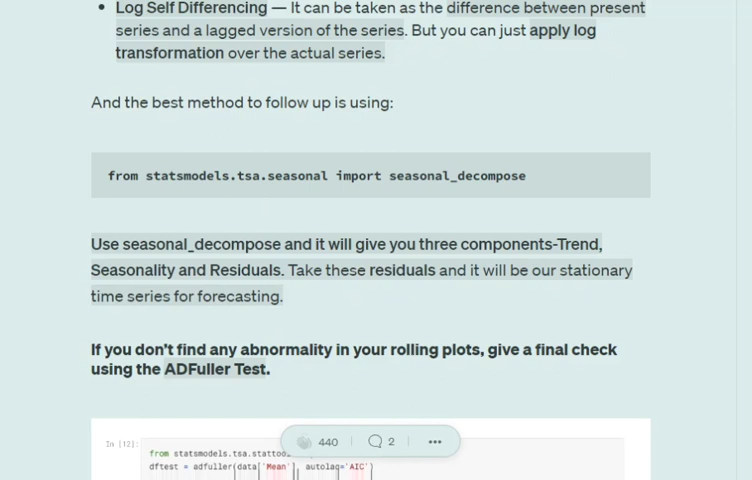 Log Self Differencing — It can be taken as the difference between present
series and a lagged version of the series. But you can just apply log
transformation over the actual series.
And the best method to follow up is using:
from statsmodels.tsa.seasonal import seasonal_decompose
Use seasonal_decompose and it will give you three components-Trend,
Seasonality and Residuals. Take these residuals and it will be our stationary
time series for forecasting.
If you don't find any abnormality in your rolling plots, give a final check
using the ADFuller Test.
In [12]:
from statsmodels.tsa.stattoo
440 2
dftest = adfuller(data['Mean'], autolag='AIC')